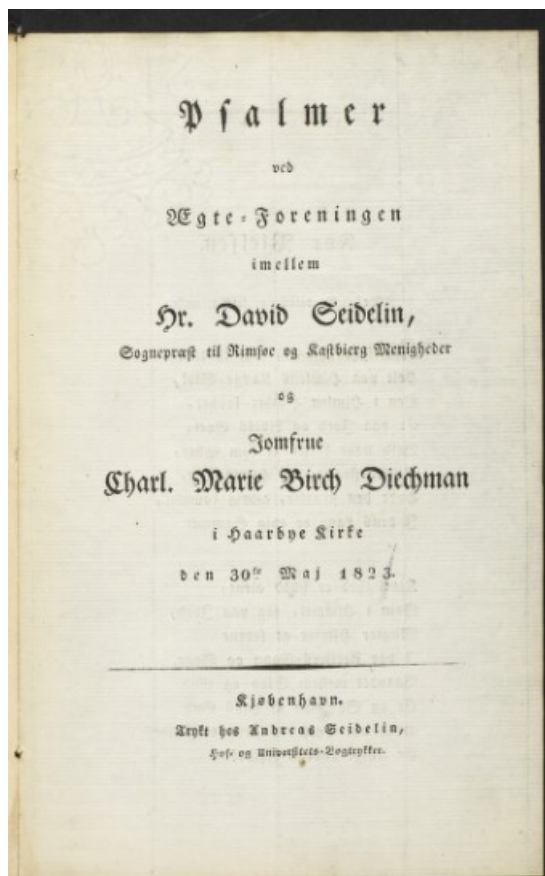 Psalmer
ved
Ægte-Foreningen
imellem
Hr. David Seidelin,
Sognepræst til Rimsøe og Kastbierg Menigheder
og
Jomfrue
Charl. Marie Birch Diechman
i Haarbye Kirke
den 30te Maj 1823.
Kjøbenhavn.
Trykt hos Andreas Seidelin,
Hof- og Universitets-Bogtrykker.